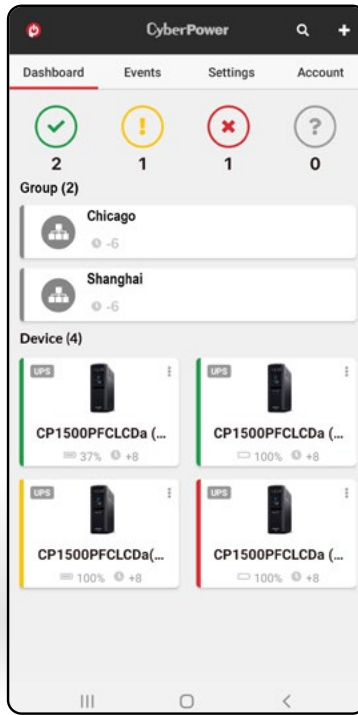 CyberPower
Dashboard Events Settings Account
2 1 1 0
Group (2)
Chicago
-6
Shanghai
-6
Device (4)
UPS UPS
CP1500PFCLCDa (... CP1500PFCLCDa (...
37% +8 100% +8
UPS UPS
CP1500PFCLCDa(... CP1500PFCLCDa (...
100% +8 100% +8